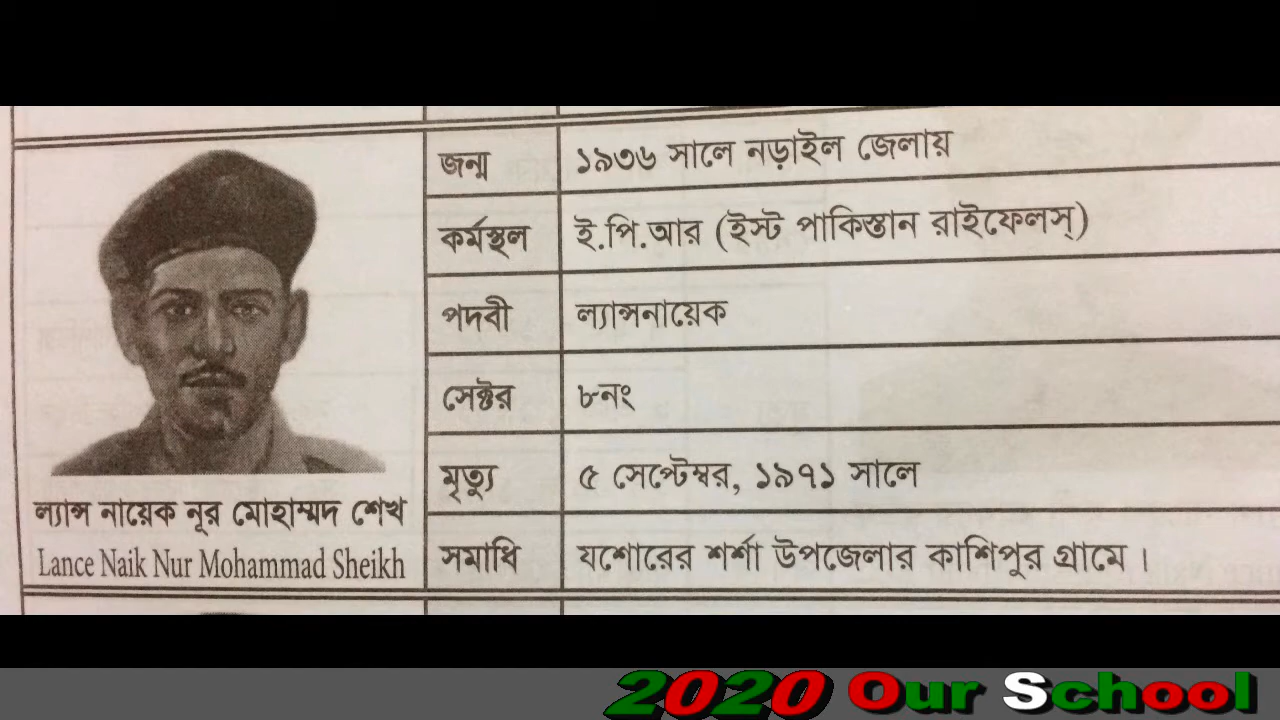 জন্ম ১৯৩৬ সালে নড়াইল জেলায়
কর্মস্থল ই.পি.আর (ইস্ট পাকিস্তান রাইফেলস্)
পদবী ল্যান্সনায়েক
সেক্টর ৮নং
মৃত্যু ৫ সেপ্টেম্বর, ১৯৭১ সালে
সমাধি যশোরের শর্শা উপজেলার কাশিপুর গ্রামে।
ল্যান্স নায়েক নূর মোহাম্মদ শেখ
Lance Naik Nur Mohammad Sheikh
2020 Our School